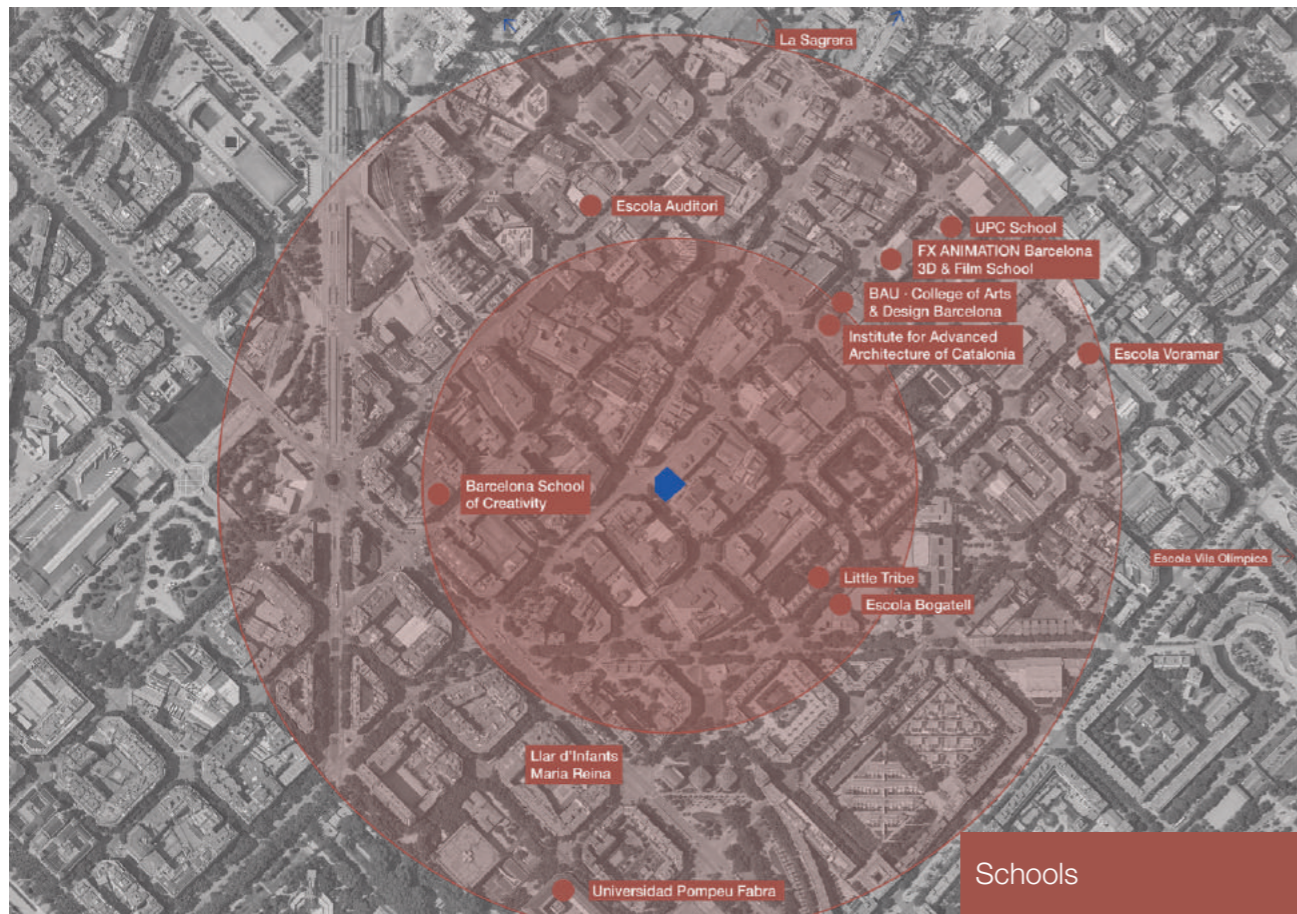 La Sagrera
Escola Auditori
UPC School
FX ANIMATION Barcelona
3D & Film School
BAU · College of Arts
& Design Barcelona
Institute for Advanced
Architecture of Catalonia
Escola Voramar
Barcelona School
of Creativity
Escola Vila Olímpica
Little Tribe
Escola Bogatell
Llar d'Infants
Maria Reina
Universidad Pompeu Fabra
Schools